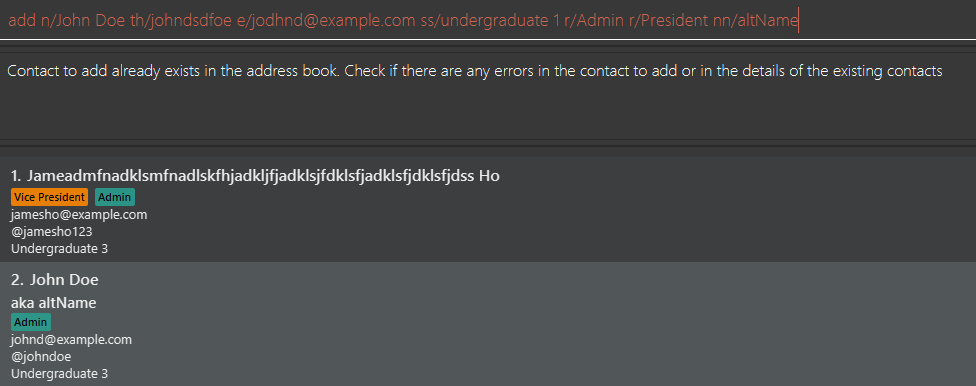 add n/John Doe th/johndsdfoe e/jodhnd@example.com ss/undergraduate 1 r/Admin r/President nn/altName
Contact to add already exists in the address book. Check if there are any errors in the contact to add or in the details of the existing contacts
1. Jameadmfnadklsmfnadlskfhjadkljfjadklsjfdklsfjadklsfjdklsfjdss Ho
Vice President Admin
jamesho@example.com
@jamesho123
Undergraduate 3
2. John Doe
aka altName
Admin
johnd@example.com
@johndoe
Undergraduate 3